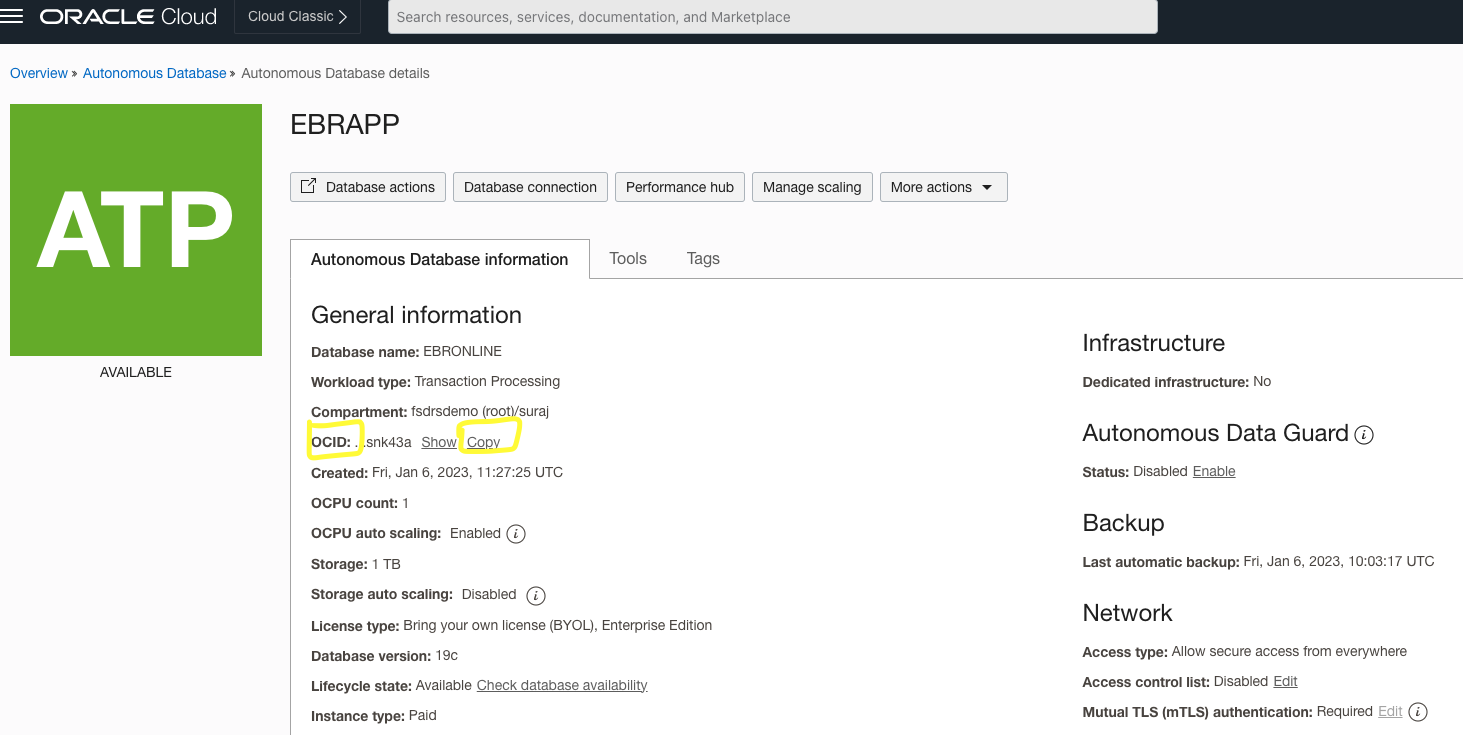 ORACLE Cloud
Cloud Classic
Search resources, services, documentation, and Marketplace
Overview » Autonomous Database » Autonomous Database details
ATP
AVAILABLE
EBRAPP
Database actions
Database connection
Performance hub
Manage scaling
More actions
Autonomous Database information
Tools
Tags
General information
Database name: EBRONLINE
Workload type: Transaction Processing
Compartment: fsdrsdemo (root)/suraj
OCID: ...snk43a Show Copy
Created: Fri, Jan 6, 2023, 11:27:25 UTC
OCPU count: 1
OCPU auto scaling: Enabled i
Storage: 1 TB
Storage auto scaling: Disabled i
License type: Bring your own license (BYOL), Enterprise Edition
Database version: 19c
Lifecycle state: Available Check database availability
Instance type: Paid
Infrastructure
Dedicated infrastructure: No
Autonomous Data Guard i
Status: Disabled Enable
Backup
Last automatic backup: Fri, Jan 6, 2023, 10:03:17 UTC
Network
Access type: Allow secure access from everywhere
Access control list: Disabled Edit
Mutual TLS (mTLS) authentication: Required Edit i